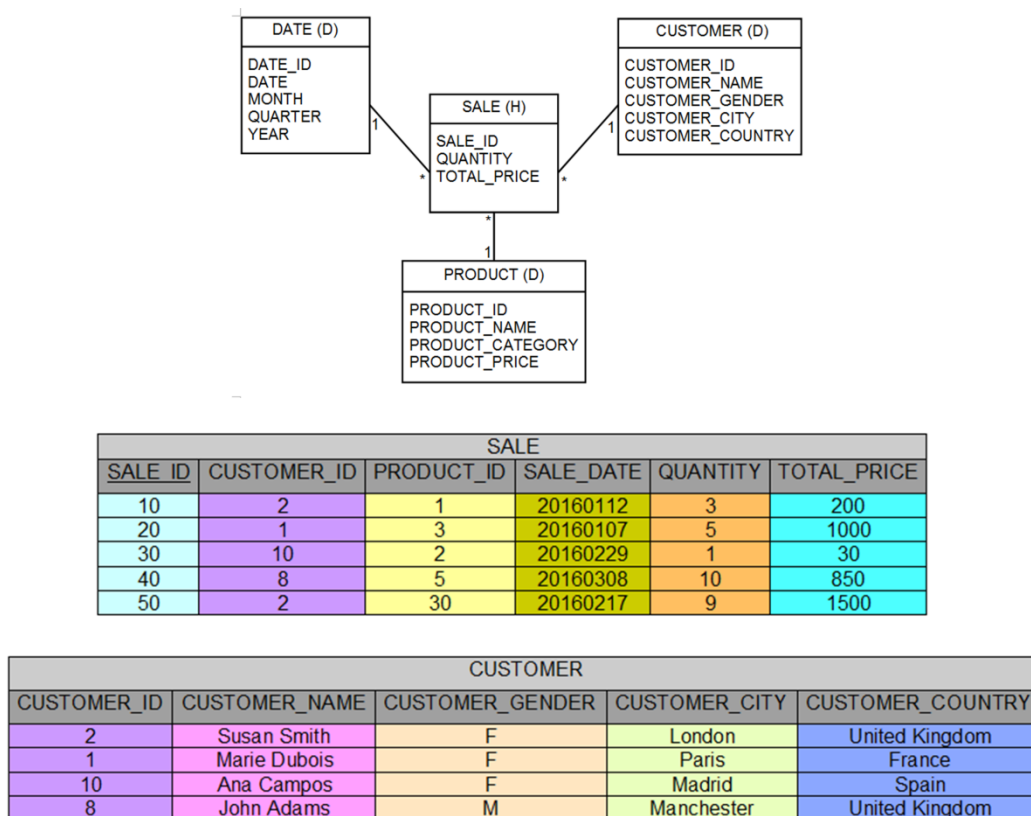 DATE (D)
DATE_ID
DATE
MONTH
QUARTER
YEAR
1
*
CUSTOMER (D)
CUSTOMER_ID
CUSTOMER_NAME
CUSTOMER_GENDER
CUSTOMER_CITY
CUSTOMER_COUNTRY
1
*
SALE (H)
SALE_ID
QUANTITY
TOTAL_PRICE
*
1
PRODUCT (D)
PRODUCT_ID
PRODUCT_NAME
PRODUCT_CATEGORY
PRODUCT_PRICE
SALE
SALE_ID CUSTOMER_ID PRODUCT_ID SALE_DATE QUANTITY TOTAL_PRICE
10 2 1 20160112 3 200
20 1 3 20160107 5 1000
30 10 2 20160229 1 30
40 8 5 20160308 10 850
50 2 30 20160217 9 1500
CUSTOMER
CUSTOMER_ID CUSTOMER_NAME CUSTOMER_GENDER CUSTOMER_CITY CUSTOMER_COUNTRY
2 Susan Smith F London United Kingdom
1 Marie Dubois F Paris France
10 Ana Campos F Madrid Spain
8 John Adams M Manchester United Kingdom